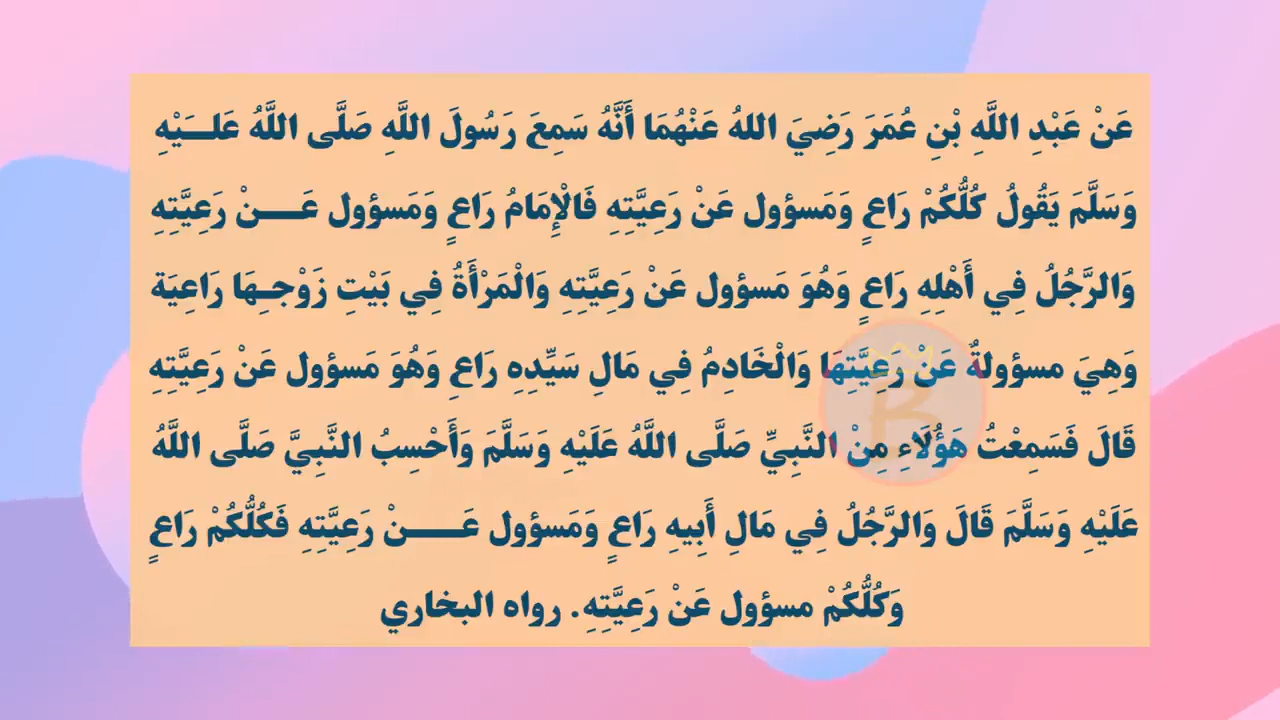 عَنْ عَبْدِ اللَّهِ بْنِ عُمَرَ رَضِيَ اللهُ عَنْهُمَا أَنَّهُ سَمِعَ رَسُولَ اللَّهِ صَلَّى اللَّهُ عَلَـــيْهِ
وَسَلَّمَ يَقُولُ كُلُّكُمْ رَاعٍ وَمَسؤول عَنْ رَعِيَّتِهِ فَالْإِمَامُ رَاعٍ وَمَسؤول عَــــنْ رَعِيَّتِهِ
وَالرَّجُلُ فِي أَهْلِهِ رَاعٍ وَهُوَ مَسؤول عَنْ رَعِيَّتِهِ وَالْمَرْأَةُ فِي بَيْتِ زَوْجِـهَا رَاعِيَة
وَهِيَ مسؤولةٌ عَنْ رَعِيَّتِهَا وَالْخَادِمُ فِي مَالِ سَيِّدِهِ رَاعِ وَهُوَ مَسؤول عَنْ رَعِيَّتِهِ
قَالَ فَسَمِعْتُ هَؤُلَاءِ مِنْ النَّبِيِّ صَلَّى اللَّهُ عَلَيْهِ وَسَلَّمَ وَأَحْسِبُ النَّبِيَّ صَلَّى اللَّهُ
عَلَيْهِ وَسَلَّمَ قَالَ وَالرَّجُلُ فِي مَالِ أَبِيهِ رَاعٍ وَمَسؤول عَـــــنْ رَعِيَّتِهِ فَكُلُّكُمْ رَاعٍ
وَكُلُّكُمْ مسؤول عَنْ رَعِيَّتِهِ. رواه البخاري